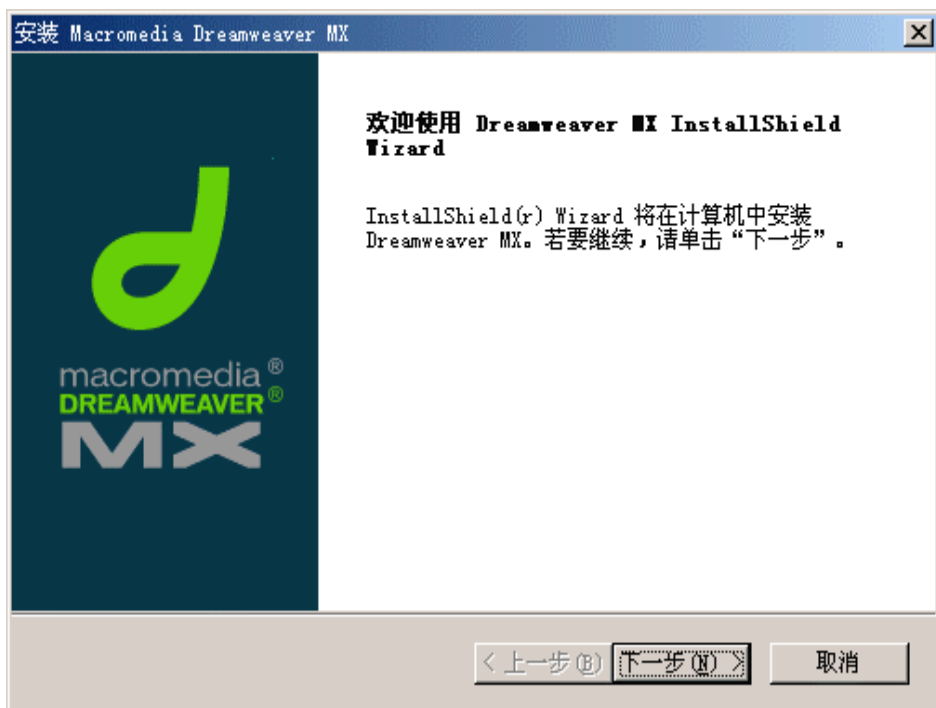 安装 Macromedia Dreamweaver MX
欢迎使用 Dreamweaver MX InstallShield
Wizard
InstallShield(r) Wizard 将在计算机中安装
Dreamweaver MX。若要继续，请单击“下一步”。
macromedia®
DREAMWEAVER®
MX
< 上一步(B)
下一步(N) >
取消